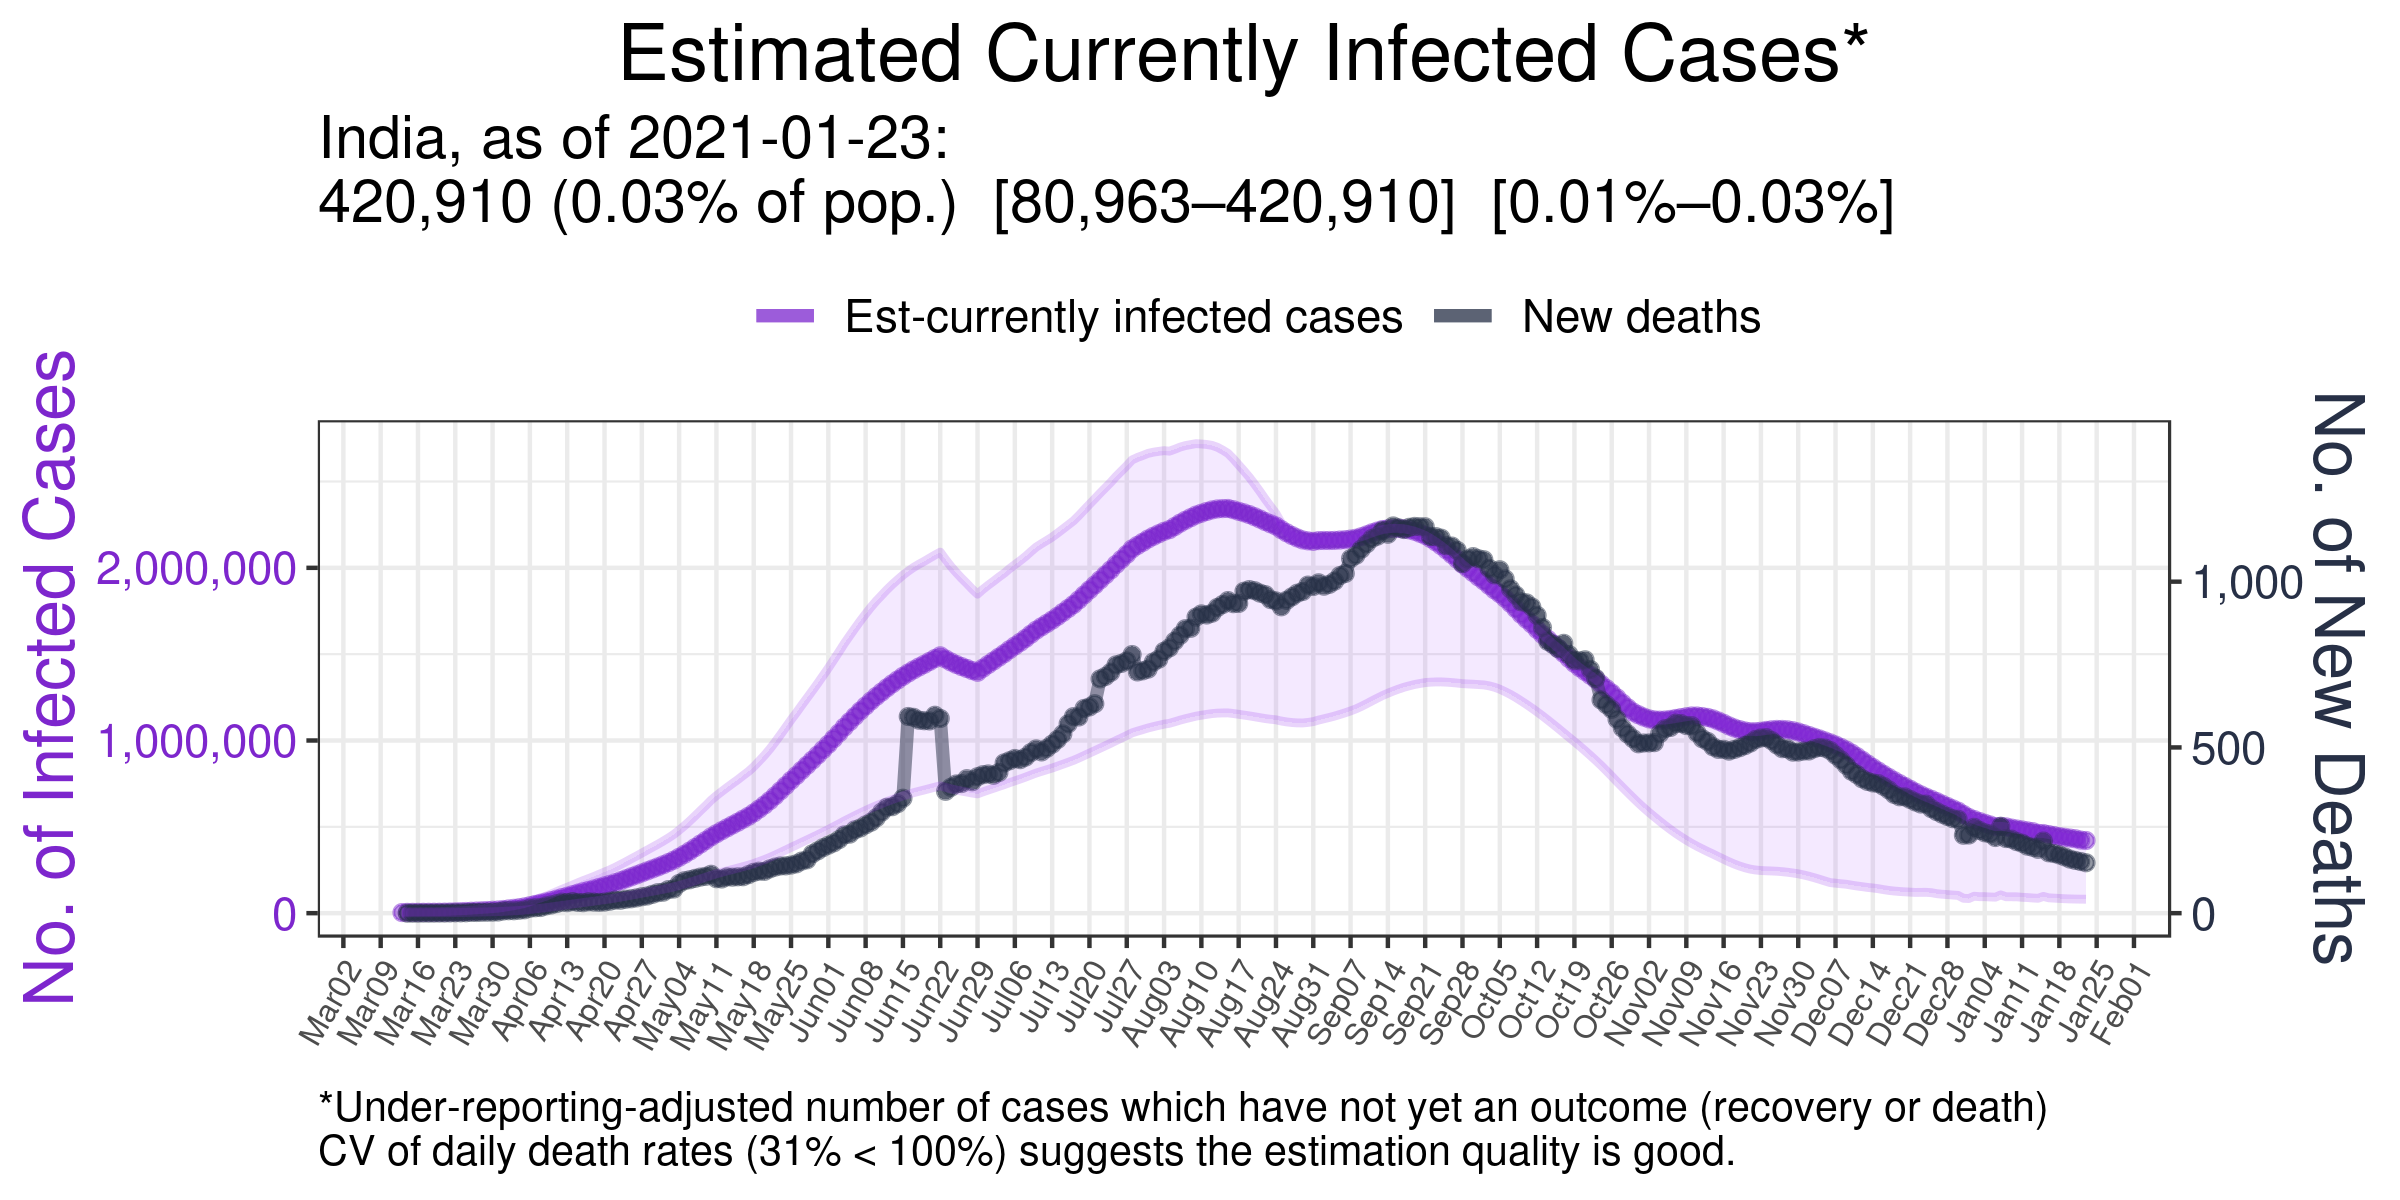 Estimated Currently Infected Cases*
India, as of 2021-01-23:
420,910 (0.03% of pop.) [80,963–420,910] [0.01%–0.03%]
Est-currently infected cases New deaths
No. of Infected Cases
2,000,000
1,000,000
0
No. of New Deaths
1,000
500
0
Mar02 Mar09 Mar16 Mar23 Mar30 Apr06 Apr13 Apr20 Apr27 May04 May11 May18 May25 Jun01 Jun08 Jun15 Jun22 Jun29 Jul06 Jul13 Jul20 Jul27 Aug03 Aug10 Aug17 Aug24 Aug31 Sep07 Sep14 Sep21 Sep28 Oct05 Oct12 Oct19 Oct26 Nov02 Nov09 Nov16 Nov23 Nov30 Dec07 Dec14 Dec21 Dec28 Jan04 Jan11 Jan18 Jan25 Feb01
*Under-reporting-adjusted number of cases which have not yet an outcome (recovery or death)
CV of daily death rates (31% < 100%) suggests the estimation quality is good.